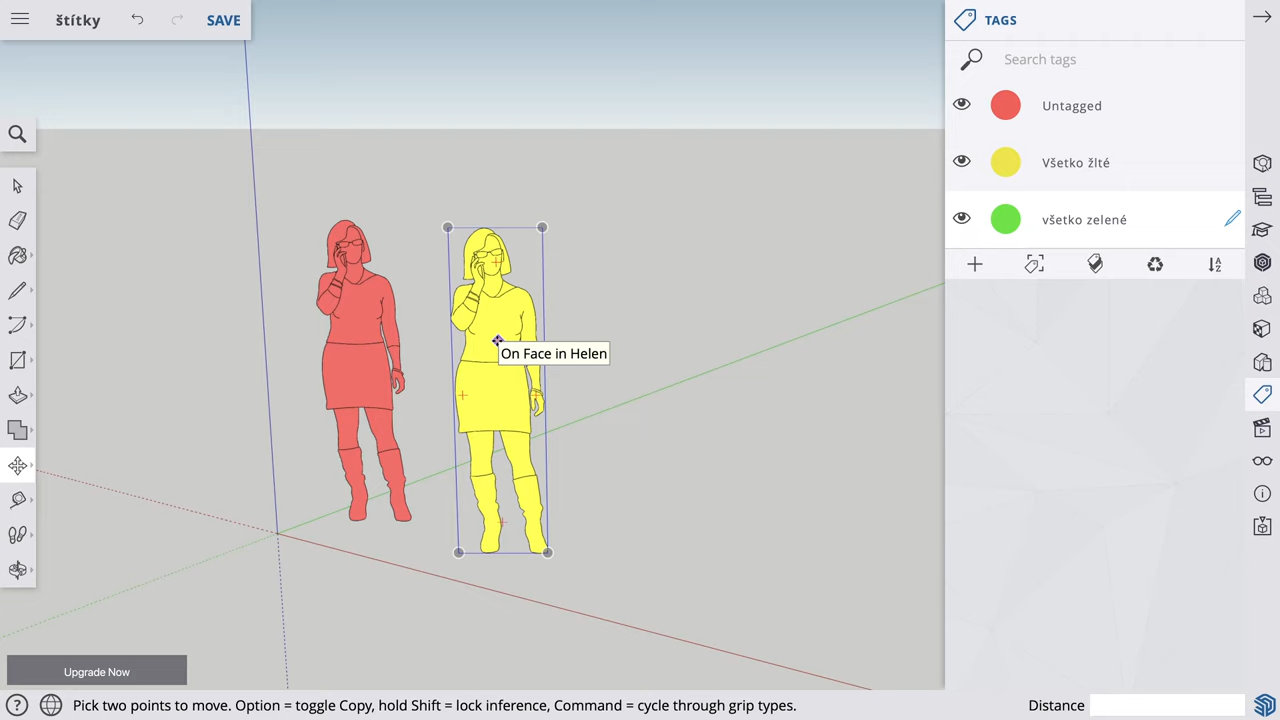 štítky
SAVE
TAGS
Search tags
Untagged
Všetko žlté
všetko zelené
On Face in Helen
Upgrade Now
Pick two points to move. Option = toggle Copy, hold Shift = lock inference, Command = cycle through grip types.
Distance